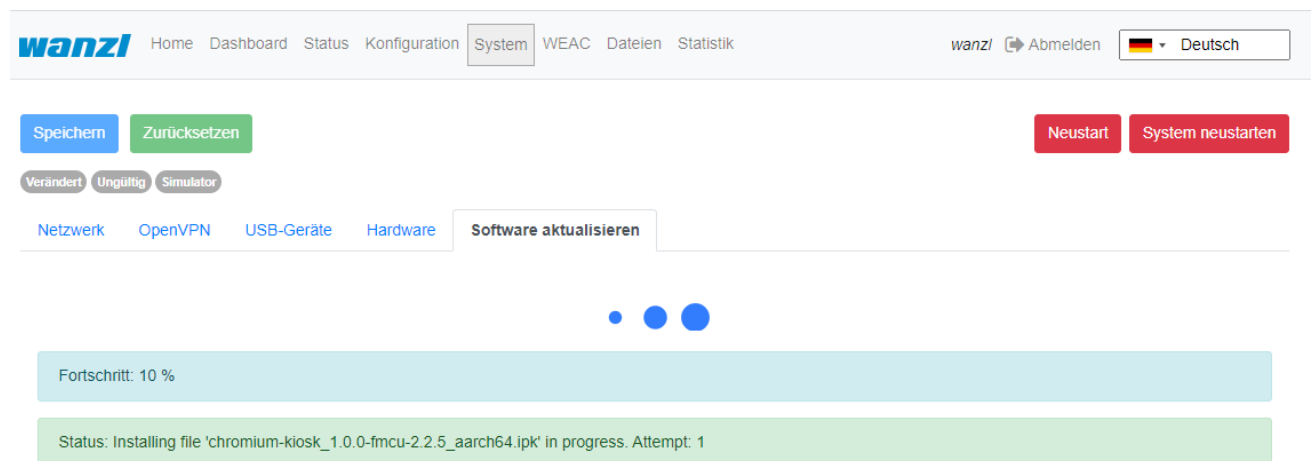 wanzl Home Dashboard Status Konfiguration System WEAC Dateien Statistik wanzl Abmelden Deutsch
Speichern Zurücksetzen Neustart System neustarten
Verändert Ungültig Simulator
Netzwerk OpenVPN USB-Geräte Hardware Software aktualisieren
Fortschritt: 10 %
Status: Installing file 'chromium-kiosk_1.0.0-fmcu-2.2.5_aarch64.ipk' in progress. Attempt: 1